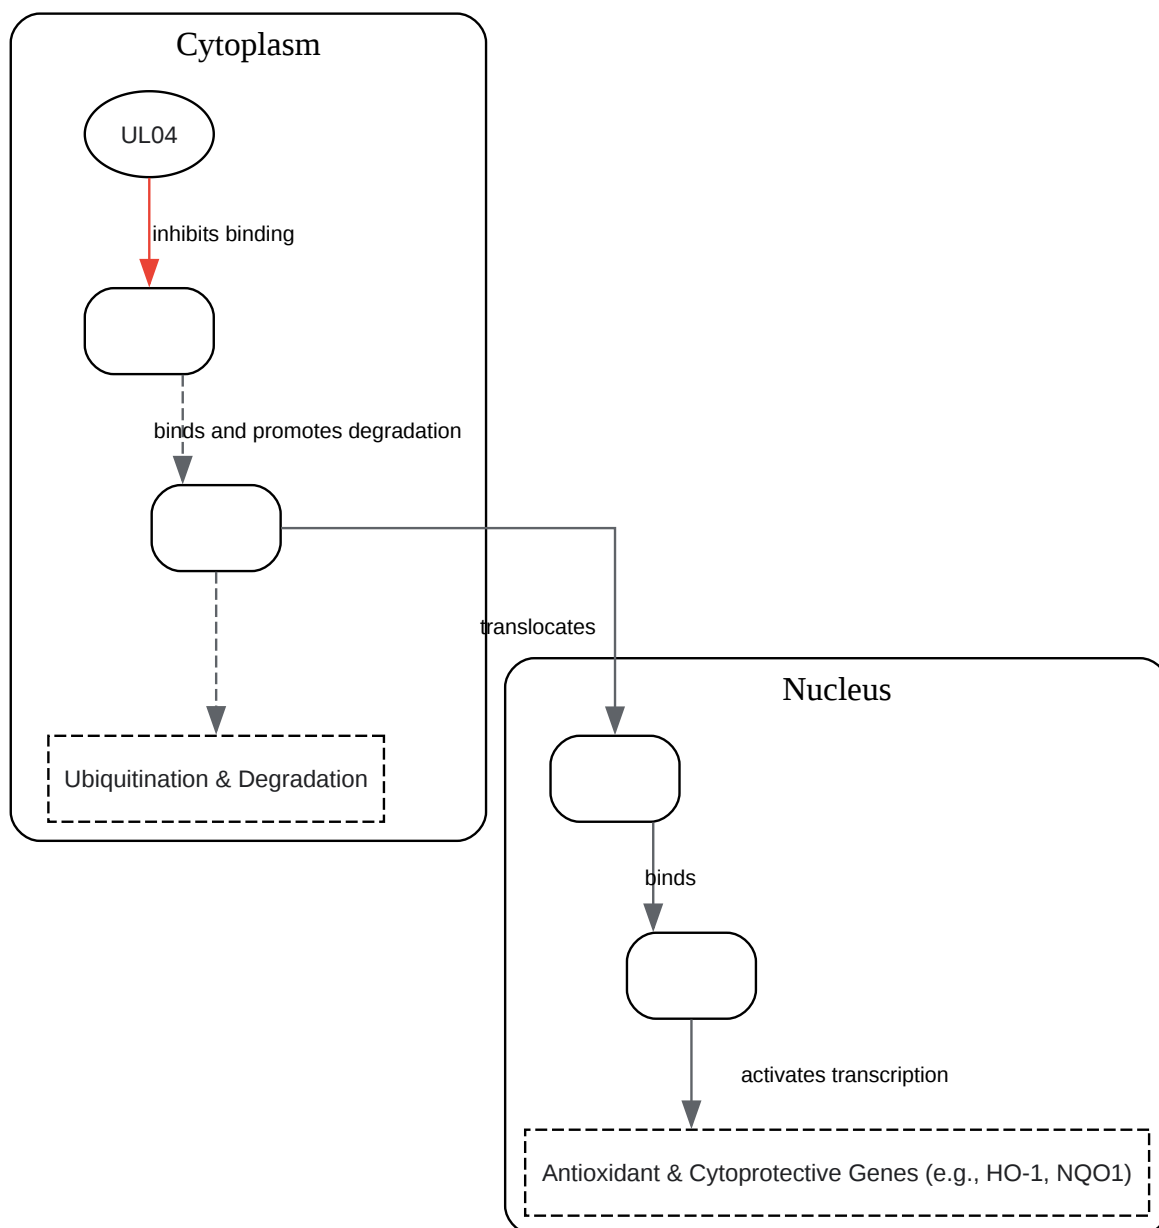 Cytoplasm
UL04
inhibits binding
binds and promotes degradation
translocates
Nucleus
Ubiquitination & Degradation
binds
activates transcription
Antioxidant & Cytoprotective Genes (e.g., HO-1, NQO1)